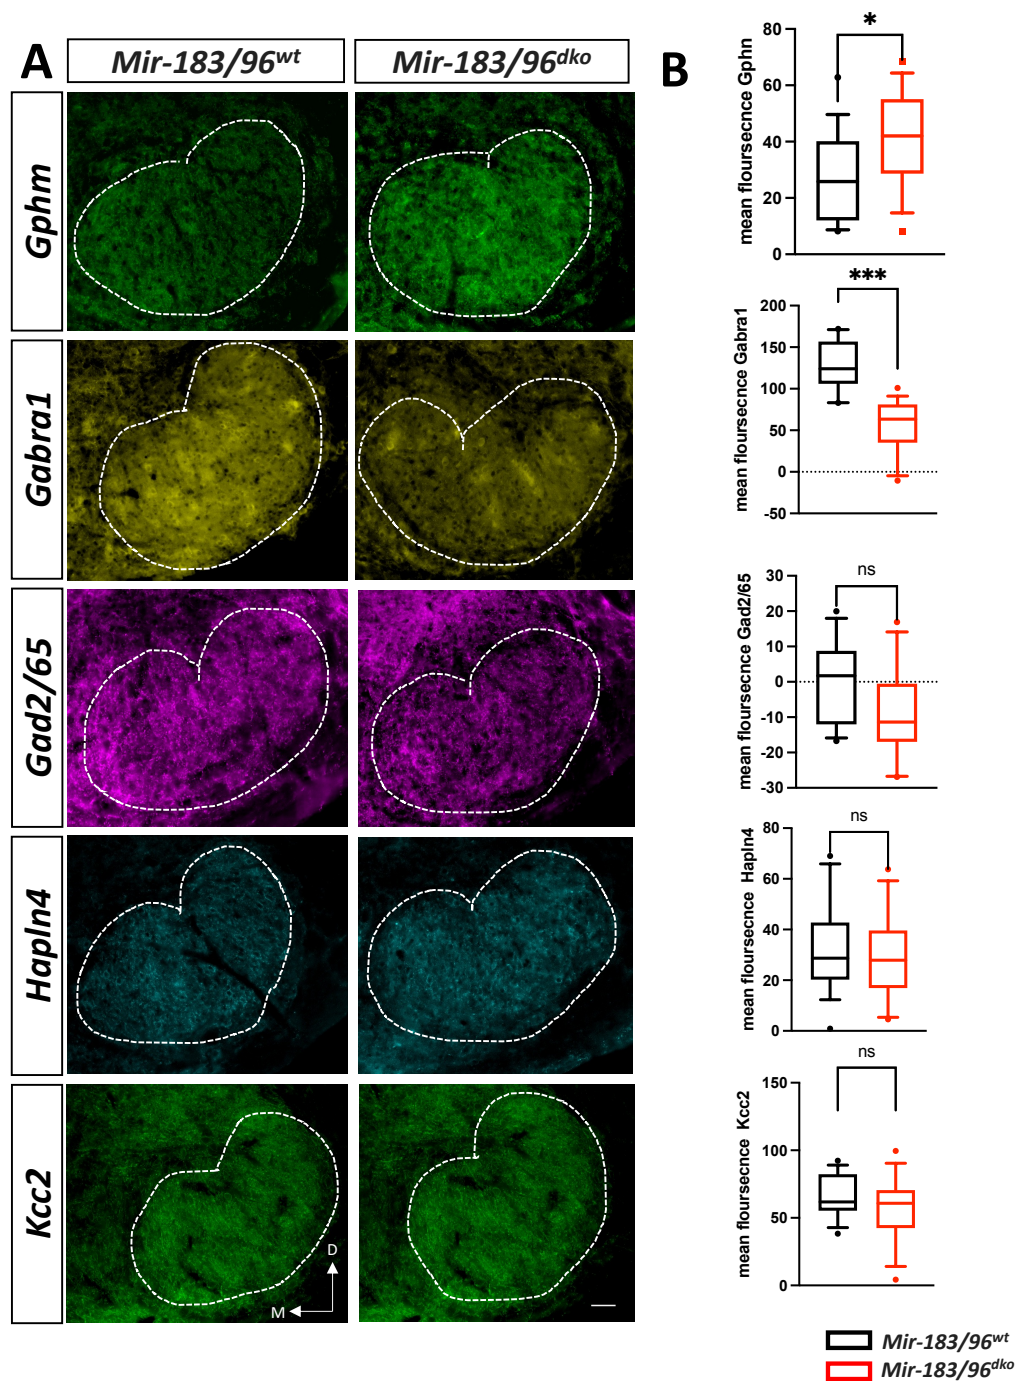 A
Mir-183/96wt
Mir-183/96dko
B
Gphm
Gabra1
Gad2/65
Hapln4
Kcc2
D
M
mean floursecnce Gphn
80
60
40
20
0
*
mean floursecnce Gabra1
200
150
100
50
0
-50
***
mean floursecnce Gad2/65
30
20
10
0
-10
-20
-30
ns
mean floursecnce Hapln4
80
60
40
20
0
ns
mean floursecnce Kcc2
150
100
50
0
ns
Mir-183/96wt
Mir-183/96dko